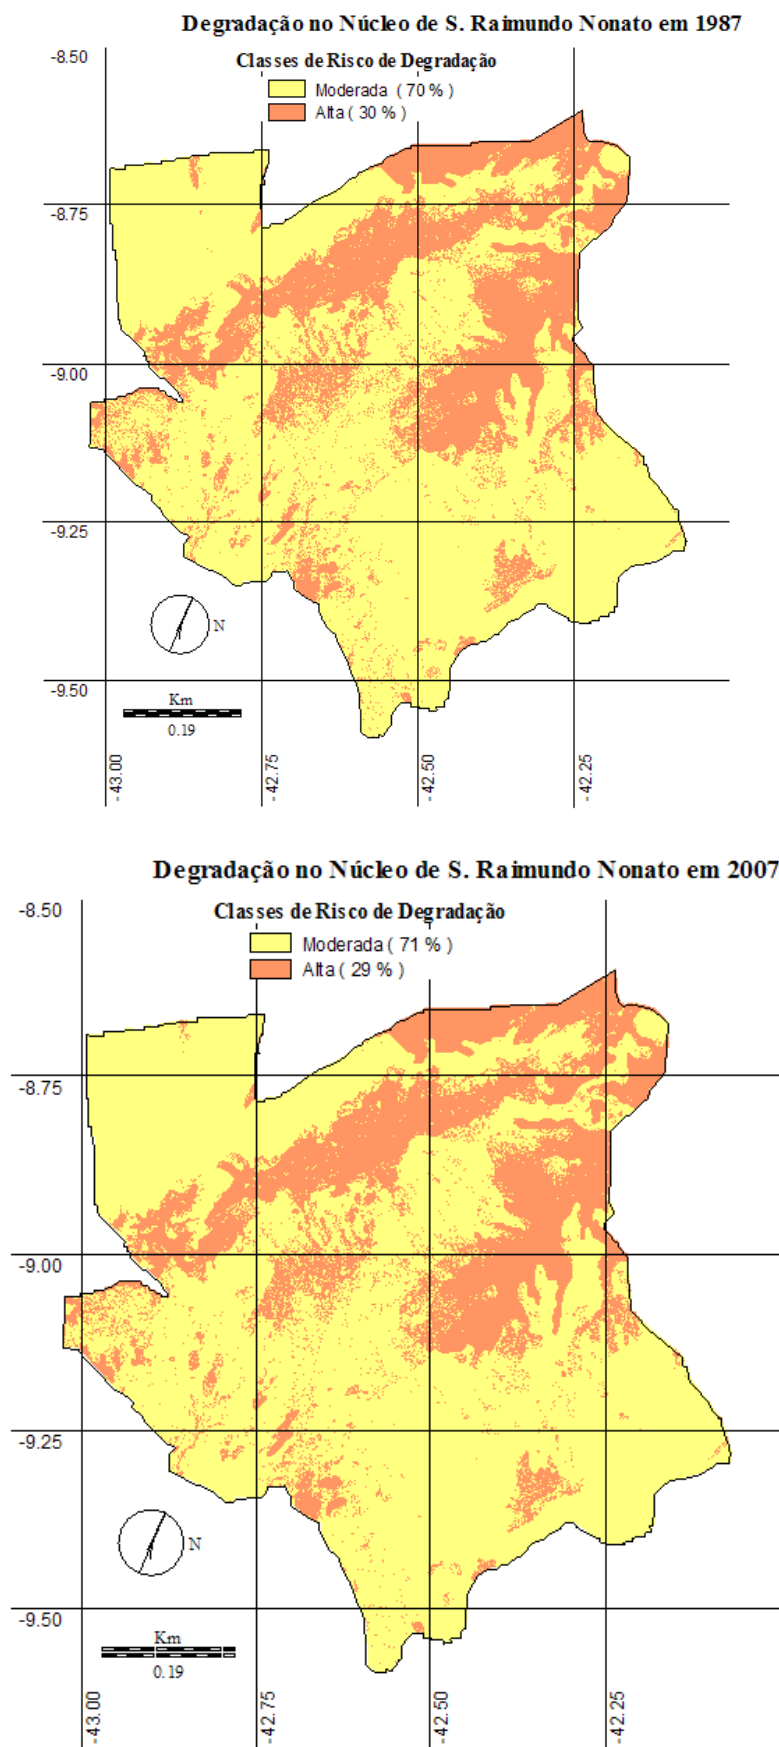 Degradação no Núcleo de S. Raimundo Nonato em 1987
Classes de Risco de Degradação
Moderada ( 70 % )
Alta ( 30 % )
-8.50
-8.75
-9.00
-9.25
-9.50
N
Km
0.19
-43.00
-42.75
-42.50
-42.25
Degradação no Núcleo de S. Raimundo Nonato em 2007
Classes de Risco de Degradação
Moderada ( 71 % )
Alta ( 29 % )
-8.50
-8.75
-9.00
-9.25
-9.50
N
Km
0.19
-43.00
-42.75
-42.50
-42.25